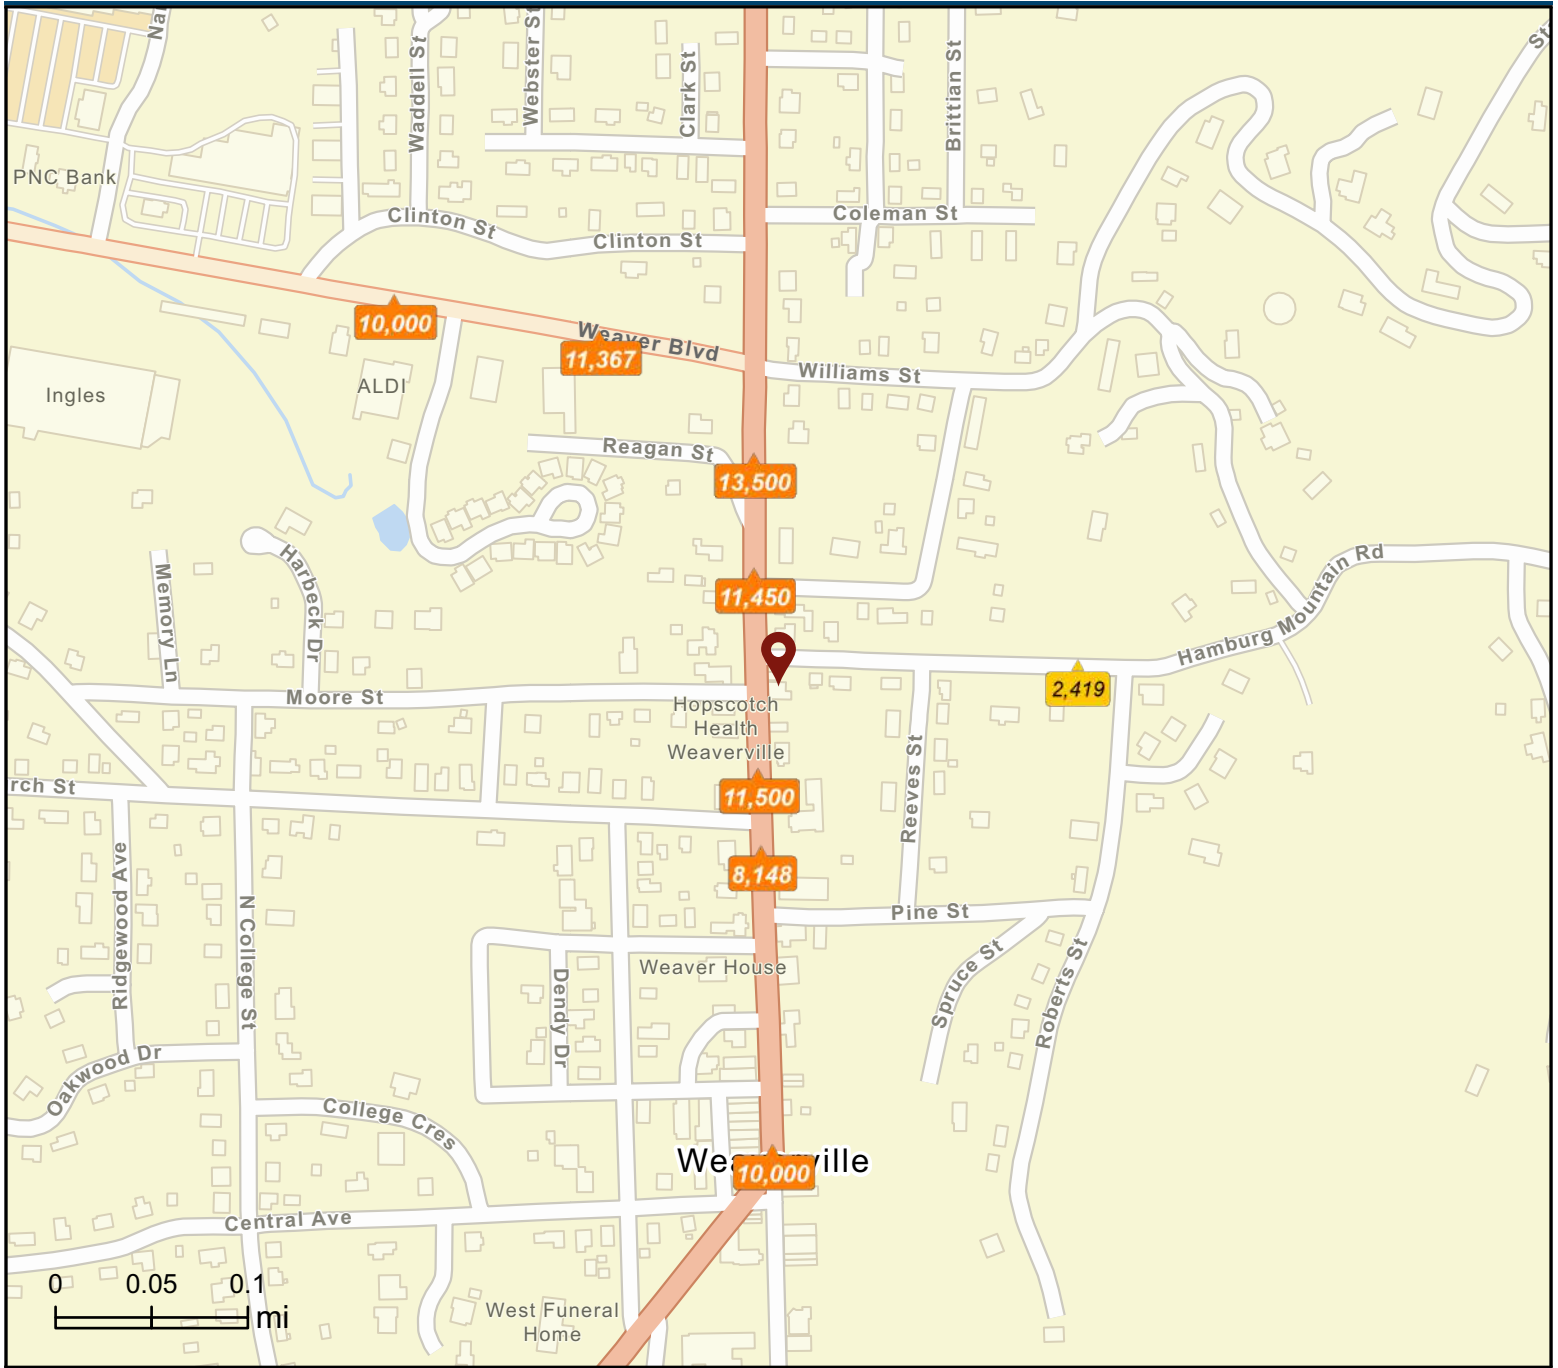 Waddell St
Webster St
Clark St
Brittian St
PNC Bank
Clinton St
Clinton St
Coleman St
10,000
Weaver Blvd
11,367
Williams St
Ingles
ALDI
Reagan St
13,500
Memory Ln
Harbeck Dr
11,450
Hamburg Mountain Rd
2,419
Moore St
Hopscotch
Health
Weaverville
rch St
11,500
Reeves St
8,148
Ridgewood Ave
N College St
Pine St
Weaver House
Dendy Dr
Spruce St
Roberts St
Oakwood Dr
College Cres
Weaverville
10,000
Central Ave
0 0.05 0.1
mi
West Funeral
Home